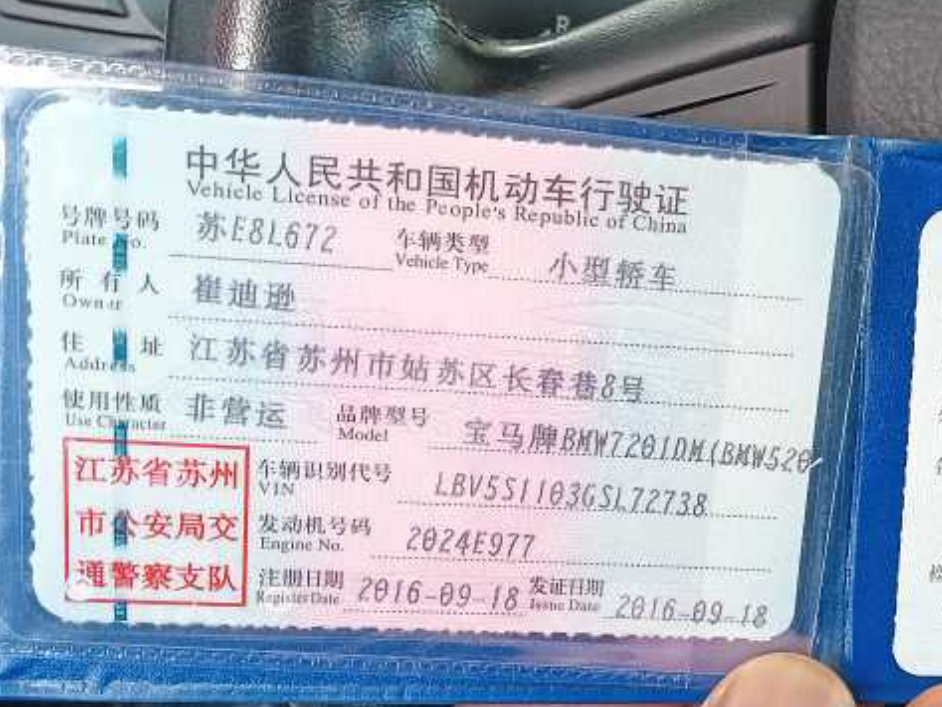 R
中华人民共和国机动车行驶证
Vehicle License of the People's Republic of China
号牌号码 苏E8L672 车辆类型 小型轿车
Plate No. Vehicle Type
所有人 崔迪逊
Owner
住址 江苏省苏州市姑苏区长春巷8号
Address
使用性质 非营运 品牌型号 宝马牌BMW7201DM(BMW520
Use Character Model
江苏省苏州 车辆识别代号 LBV5S1103GSL72738
VIN
市公安局交 发动机号码 2024E977
Engine No.
通警察支队 注册日期 2016-09-18 发证日期 2016-09-18
Register Date Issue Date